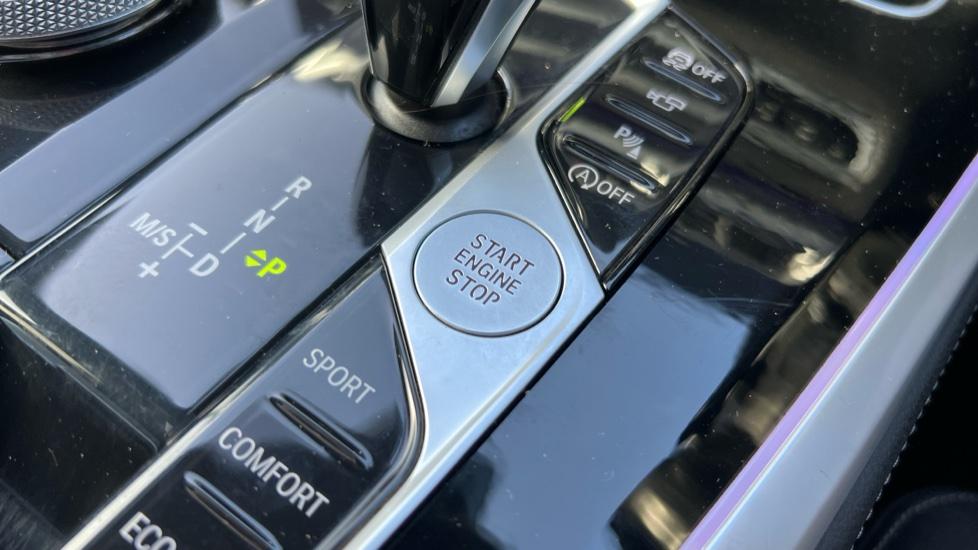 OFF
P
A OFF
R
N
M/S
−
+
D
P
START
ENGINE
STOP
SPORT
COMFORT
ECO